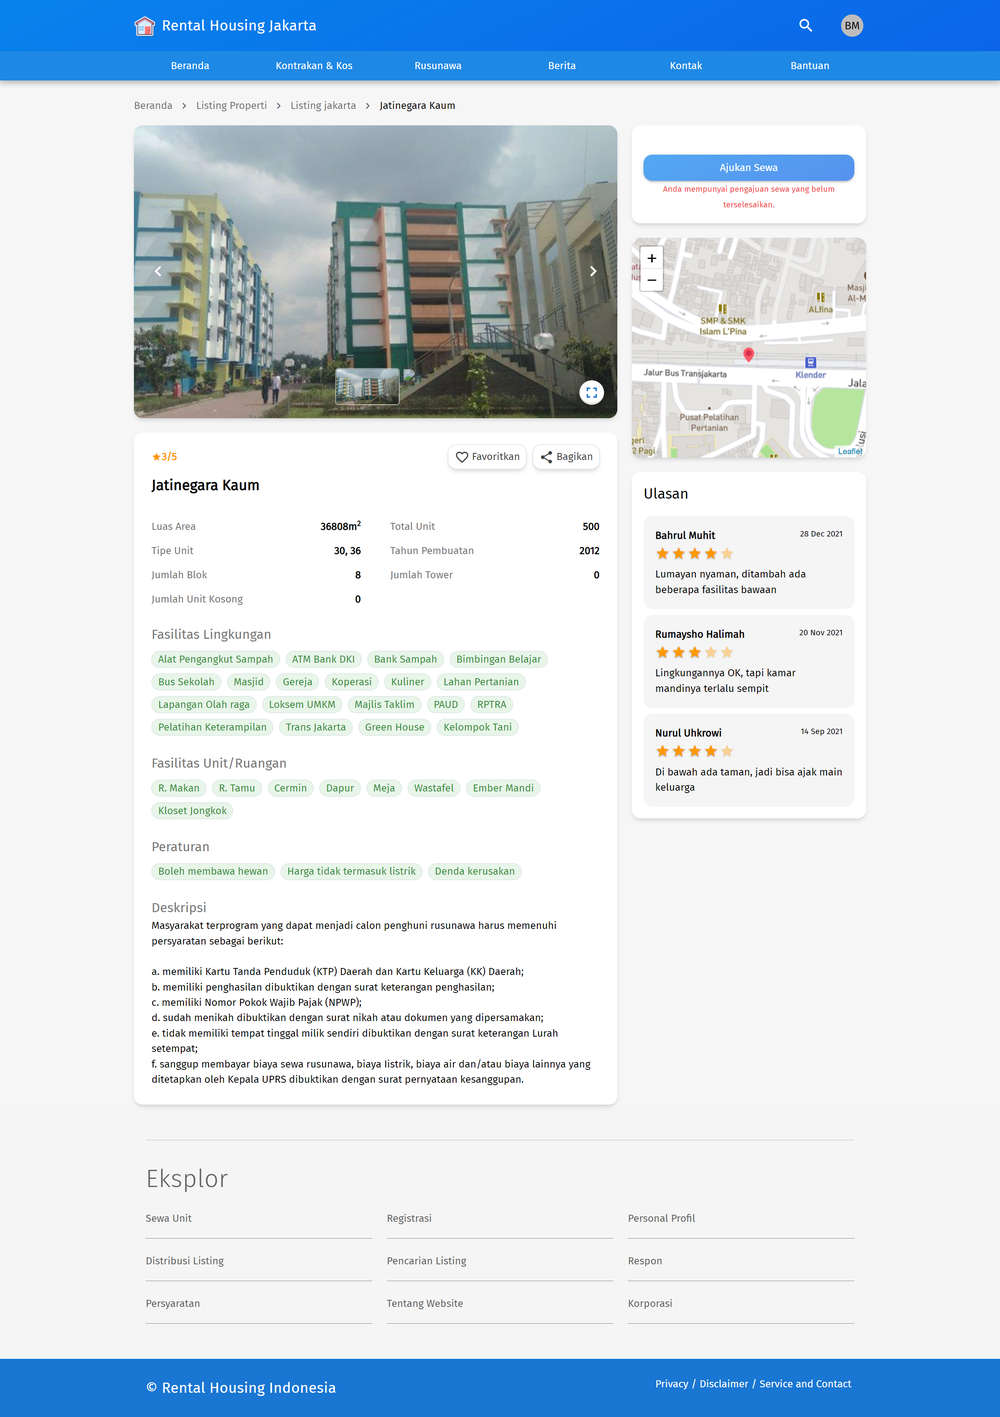 Rental Housing Jakarta
BM
Beranda
Kontrakan & Kos
Rusunawa
Berita
Kontak
Bantuan
Beranda > Listing Properti > Listing jakarta > Jatinegara Kaum
3/5
Favoritkan
Bagikan
Jatinegara Kaum
Luas Area 36808m²
Total Unit 500
Tipe Unit 30, 36
Tahun Pembuatan 2012
Jumlah Blok 8
Jumlah Tower 0
Jumlah Unit Kosong 0
Fasilitas Lingkungan
Alat Pengangkut Sampah ATM Bank DKI Bank Sampah Bimbingan Belajar
Bus Sekolah Masjid Gereja Koperasi Kuliner Lahan Pertanian
Lapangan Olah raga Loksem UMKM Majlis Taklim PAUD RPTRA
Pelatihan Keterampilan Trans Jakarta Green House Kelompok Tani
Fasilitas Unit/Ruangan
R. Makan R. Tamu Cermin Dapur Meja Wastafel Ember Mandi
Kloset Jongkok
Peraturan
Boleh membawa hewan Harga tidak termasuk listrik Denda kerusakan
Deskripsi
Masyarakat terprogram yang dapat menjadi calon penghuni rusunawa harus memenuhi
persyaratan sebagai berikut:
a. memiliki Kartu Tanda Penduduk (KTP) Daerah dan Kartu Keluarga (KK) Daerah;
b. memiliki penghasilan dibuktikan dengan surat keterangan penghasilan;
c. memiliki Nomor Pokok Wajib Pajak (NPWP);
d. sudah menikah dibuktikan dengan surat nikah atau dokumen yang dipersamakan;
e. tidak memiliki tempat tinggal milik sendiri dibuktikan dengan surat keterangan Lurah
setempat;
f. sanggup membayar biaya sewa rusunawa, biaya Iistrik, biaya air dan/atau biaya lainnya yang
ditetapkan oleh Kepala UPRS dibuktikan dengan surat pernyataan kesanggupan.
Ajukan Sewa
Anda mempunyai pengajuan sewa yang belum
terselesaikan.
+
−
Masji
Al-M
ALfina
SMP & SMK
Islam L'Pina
Klender
Jalur Bus Transjakarta
Jala
Pusat Pelatihan
Pertanian
geri
2 Pagi
usi
Leaflet
Ulasan
Bahrul Muhit 28 Dec 2021
Lumayan nyaman, ditambah ada
beberapa fasilitas bawaan
Rumaysho Halimah 20 Nov 2021
Lingkungannya OK, tapi kamar
mandinya terlalu sempit
Nurul Uhkrowi 14 Sep 2021
Di bawah ada taman, jadi bisa ajak main
keluarga
Eksplor
Sewa Unit
Registrasi
Personal Profil
Distribusi Listing
Pencarian Listing
Respon
Persyaratan
Tentang Website
Korporasi
© Rental Housing Indonesia
Privacy / Disclaimer / Service and Contact